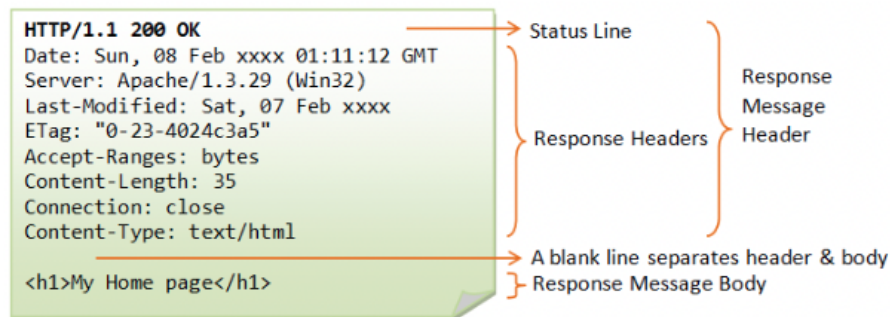 HTTP/1.1 200 OK
Date: Sun, 08 Feb xxxx 01:11:12 GMT
Server: Apache/1.3.29 (Win32)
Last-Modified: Sat, 07 Feb xxxx
ETag: "0-23-4024c3a5"
Accept-Ranges: bytes
Content-Length: 35
Connection: close
Content-Type: text/html
<h1>My Home page</h1>
Status Line
Response Headers
Response
Message
Header
A blank line separates header & body
Response Message Body